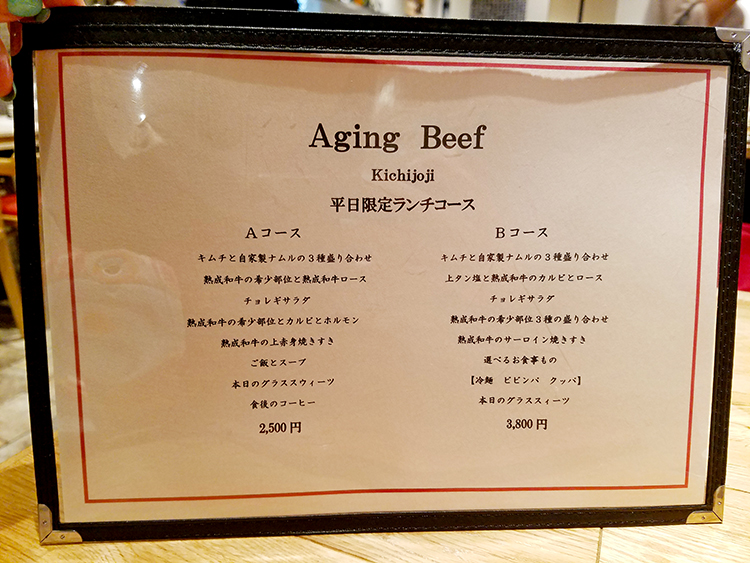 Aging Beef
Kichijoji
平日限定ランチコース
Aコース
キムチと自家製ナムルの3種盛り合わせ
熟成和牛の希少部位と熟成和牛ロース
チョレギサラダ
熟成和牛の希少部位とカルビとホルモン
熟成和牛の上赤身焼きすき
ご飯とスープ
本日のグラススウィーツ
食後のコーヒー
2,500円
Bコース
キムチと自家製ナムルの3種盛り合わせ
上タン塩と熟成和牛のカルビとロース
チョレギサラダ
熟成和牛の希少部位3種の盛り合わせ
熟成和牛のサーロイン焼きすき
選べるお食事もの
【冷麺 ビビンバ クッパ】
本日のグラススィーツ
3,800円